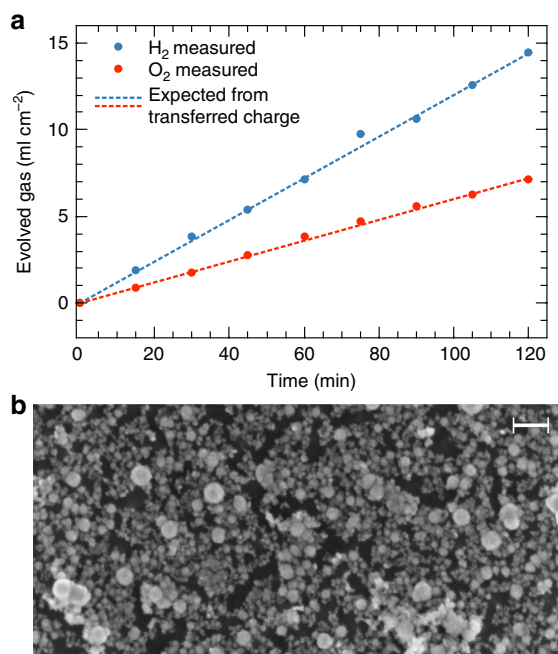 a
15
10
5
0
Evolved gas (ml cm⁻²)
H₂ measured
O₂ measured
Expected from
transferred charge
0 20 40 60 80 100 120
Time (min)
b